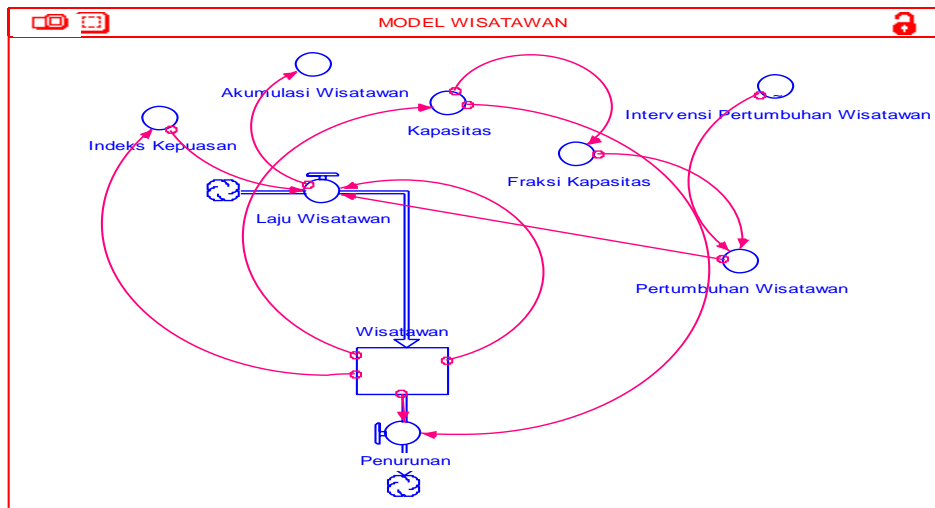 MODEL WISATAWAN
Akumulasi Wisatawan
Kapasitas
Intervensi Pertumbuhan Wisatawan
Indeks Kepuasan
Fraksi Kapasitas
Laju Wisatawan
Pertumbuhan Wisatawan
Wisatawan
Penurunan